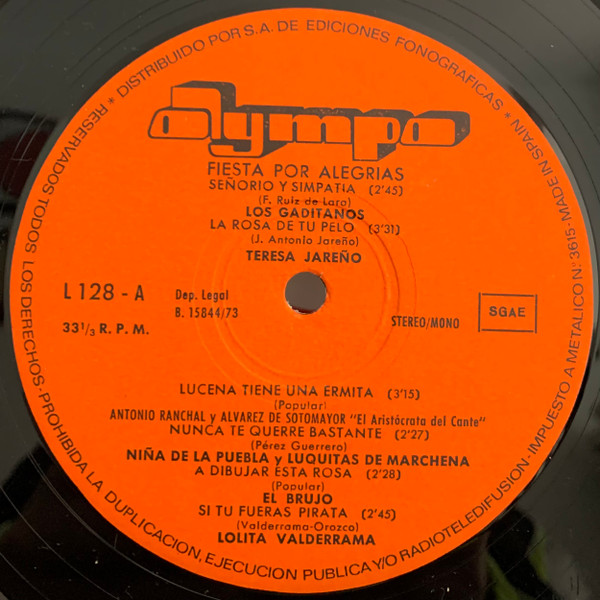 * DISTRIBUIDO POR S.A. DE EDICIONES FONOGRAFICAS * MADE IN SPAIN
olympo
FIESTA POR ALEGRIAS
SEÑORIO Y SIMPATIA (2'45)
(F. Ruiz de Lara)
LOS GADITANOS
LA ROSA DE TU PELO (3'31)
(J. Antonio Jareño)
TERESA JAREÑO
L 128 - A
Dep. Legal
B. 15844/73
33 1/3 R. P. M.
STEREO/MONO
SGAE
LUCENA TIENE UNA ERMITA (3'15)
(Popular)
ANTONIO RANCHAL y ALVAREZ DE SOTOMAYOR "El Aristócrata del Cante"
NUNCA TE QUERRE BASTANTE (2'27)
(Pérez Guerrero)
NIÑA DE LA PUEBLA y LUQUITAS DE MARCHENA
A DIBUJAR ESTA ROSA (2'28)
(Popular)
EL BRUJO
SI TU FUERAS PIRATA (2'45)
(Valderrama-Orozco)
LOLITA VALDERRAMA
RESERVADOS TODOS LOS DERECHOS-PROHIBIDA LA DUPLICACION, EJECUCION PUBLICA Y/O RADIOTELEDIFUSION-IMPUESTO A METALICO N.º 3615-